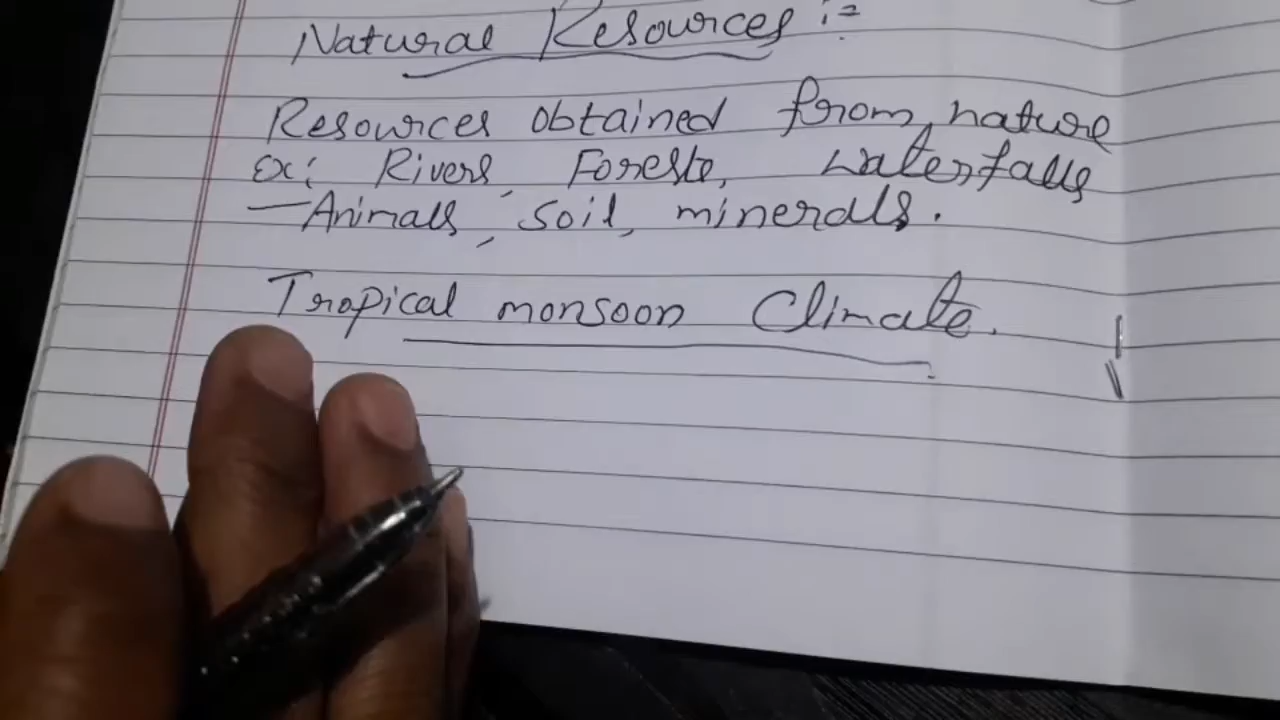 Natural Resources :=
Resources obtained from nature
Ex: Rivers, Forests, Waterfalls
Animals, soil, minerals.
Tropical monsoon Climate.